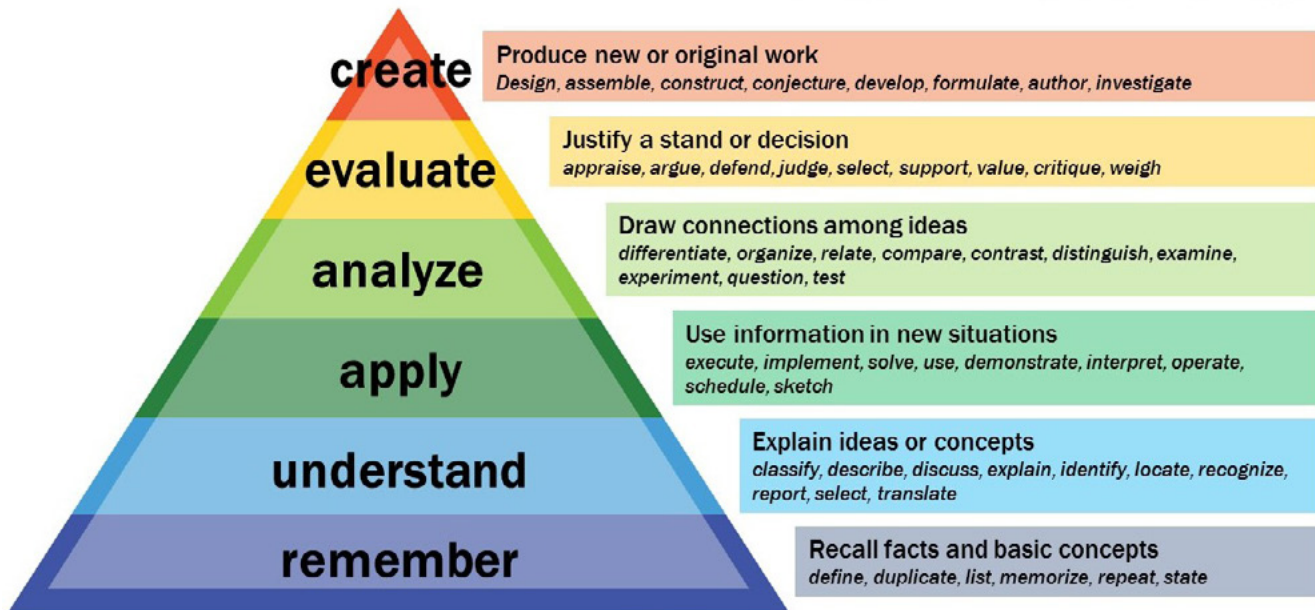 create
Produce new or original work
Design, assemble, construct, conjecture, develop, formulate, author, investigate
evaluate
Justify a stand or decision
appraise, argue, defend, judge, select, support, value, critique, weigh
analyze
Draw connections among ideas
differentiate, organize, relate, compare, contrast, distinguish, examine,
experiment, question, test
apply
Use information in new situations
execute, implement, solve, use, demonstrate, interpret, operate,
schedule, sketch
understand
Explain ideas or concepts
classify, describe, discuss, explain, identify, locate, recognize,
report, select, translate
remember
Recall facts and basic concepts
define, duplicate, list, memorize, repeat, state